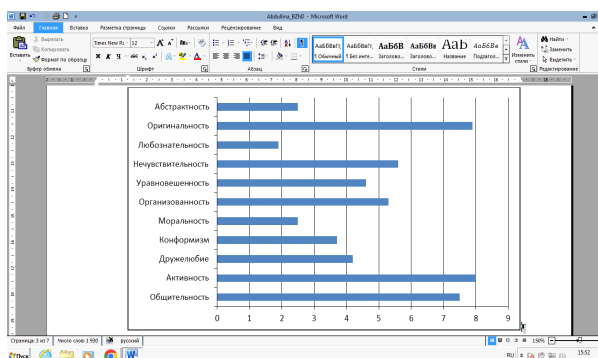 Abdullina_BZhD - Microsoft Word
Файл Главная Вставка Разметка страницы Ссылки Рассылки Рецензирование Вид
Вставить Вырезать Копировать Формат по образцу
Times New Ro 12
Ж К Ч
АаБбВвГг, АаБбВвГг, АаБбВ АаБбВв АаБ АаБбВв
¶ Обычный ¶ Без инте... Заголово... Заголово... Название Подзагол...
Изменить стили
Найти Заменить Выделить
Буфер обмена Шрифт Абзац Стили Редактирование
Абстрактность
Оригинальность
Любознательность
Нечувствительность
Уравновешенность
Организованность
Моральность
Конформизм
Дружелюбие
Активность
Общительность
0 1 2 3 4 5 6 7 8 9
Страница: 3 из 7 Число слов: 1 930 русский 150%
Пуск RU 15:52